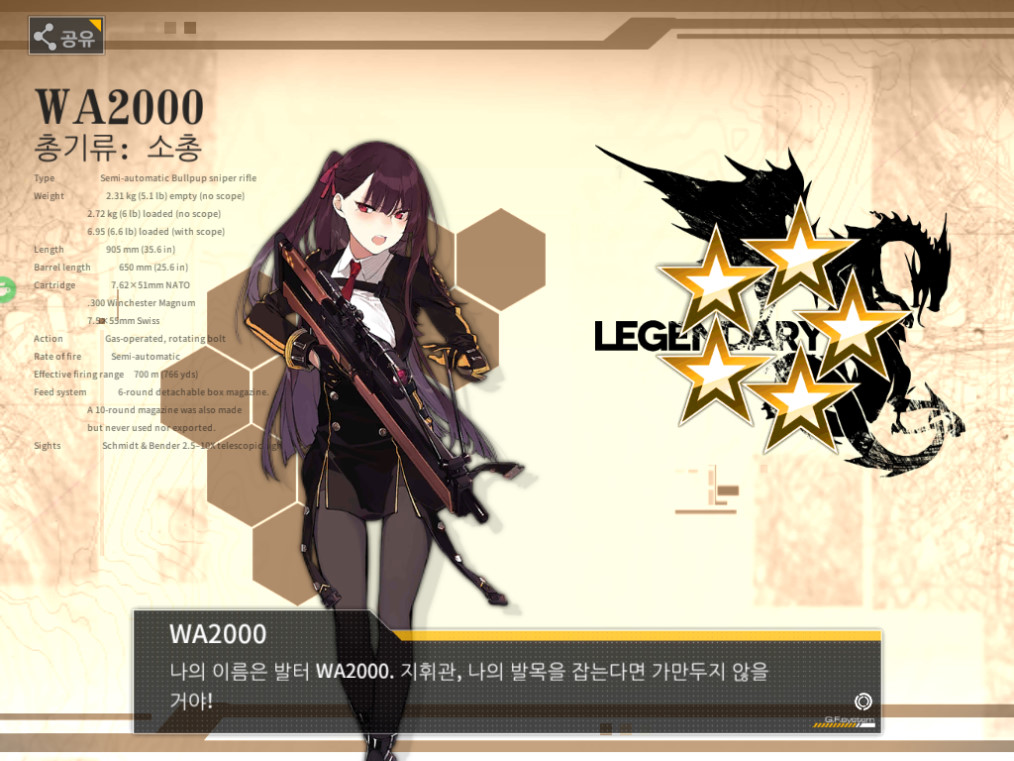 공유
WA2000
총기류: 소총
Type Semi-automatic Bullpup sniper rifle
Weight 2.31 kg (5.1 lb) empty (no scope)
2.72 kg (6 lb) loaded (no scope)
6.95 (6.6 lb) loaded (with scope)
Length 905 mm (35.6 in)
Barrel length 650 mm (25.6 in)
Cartridge 7.62×51mm NATO
.300 Winchester Magnum
7.5×55mm Swiss
Action Gas-operated, rotating bolt
Rate of fire Semi-automatic
Effective firing range 700 m (766 yds)
Feed system 6-round detachable box magazine.
A 10-round magazine was also made
but never used nor exported.
Sights Schmidt & Bender 2.5–10X telescopic
LEGENDARY
WA2000
나의 이름은 발터 WA2000. 지휘관, 나의 발목을 잡는다면 가만두지 않을
거야!
G.F.system